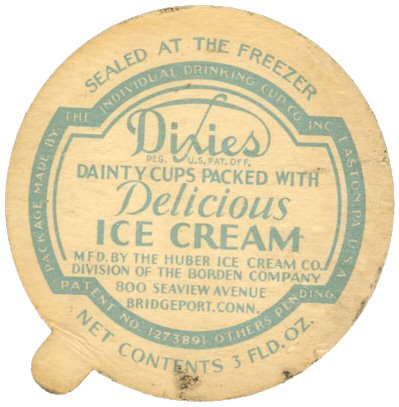 SEALED AT THE FREEZER
PACKAGE MADE BY THE INDIVIDUAL DRINKING CUP CO. INC. EASTON, PA. U.S.A.
Dixies
REG. U.S. PAT. OFF.
DAINTY CUPS PACKED WITH
Delicious
ICE CREAM
M'F'D. BY THE HUBER ICE CREAM CO.
DIVISION OF THE BORDEN COMPANY
800 SEAVIEW AVENUE
BRIDGEPORT, CONN.
PATENT NO. 1273891 OTHERS PENDING.
NET CONTENTS 3 FLD. OZ.